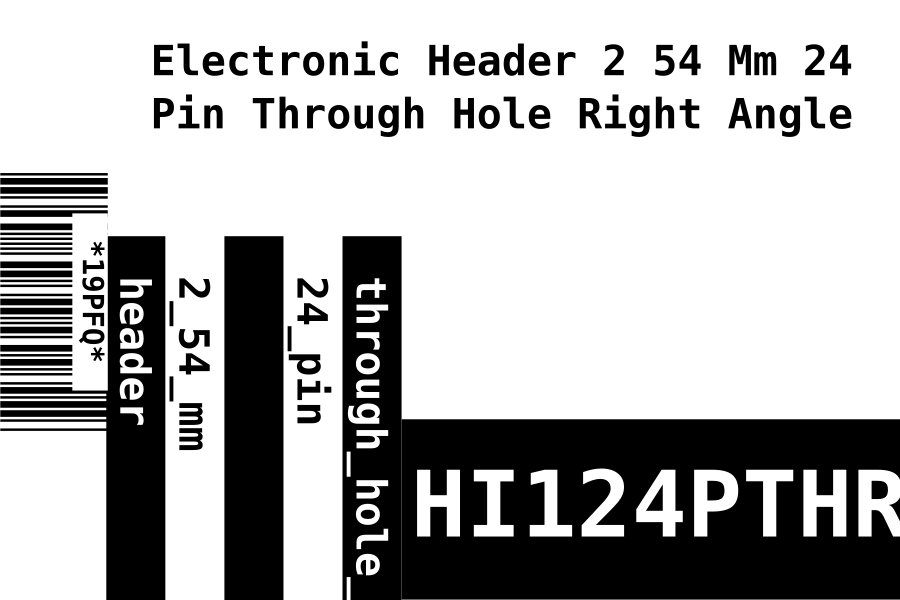 Electronic Header 2 54 Mm 24
Pin Through Hole Right Angle
*19PFQ*
header
2_54_mm
24_pin
through_hole_
HI124PTHR